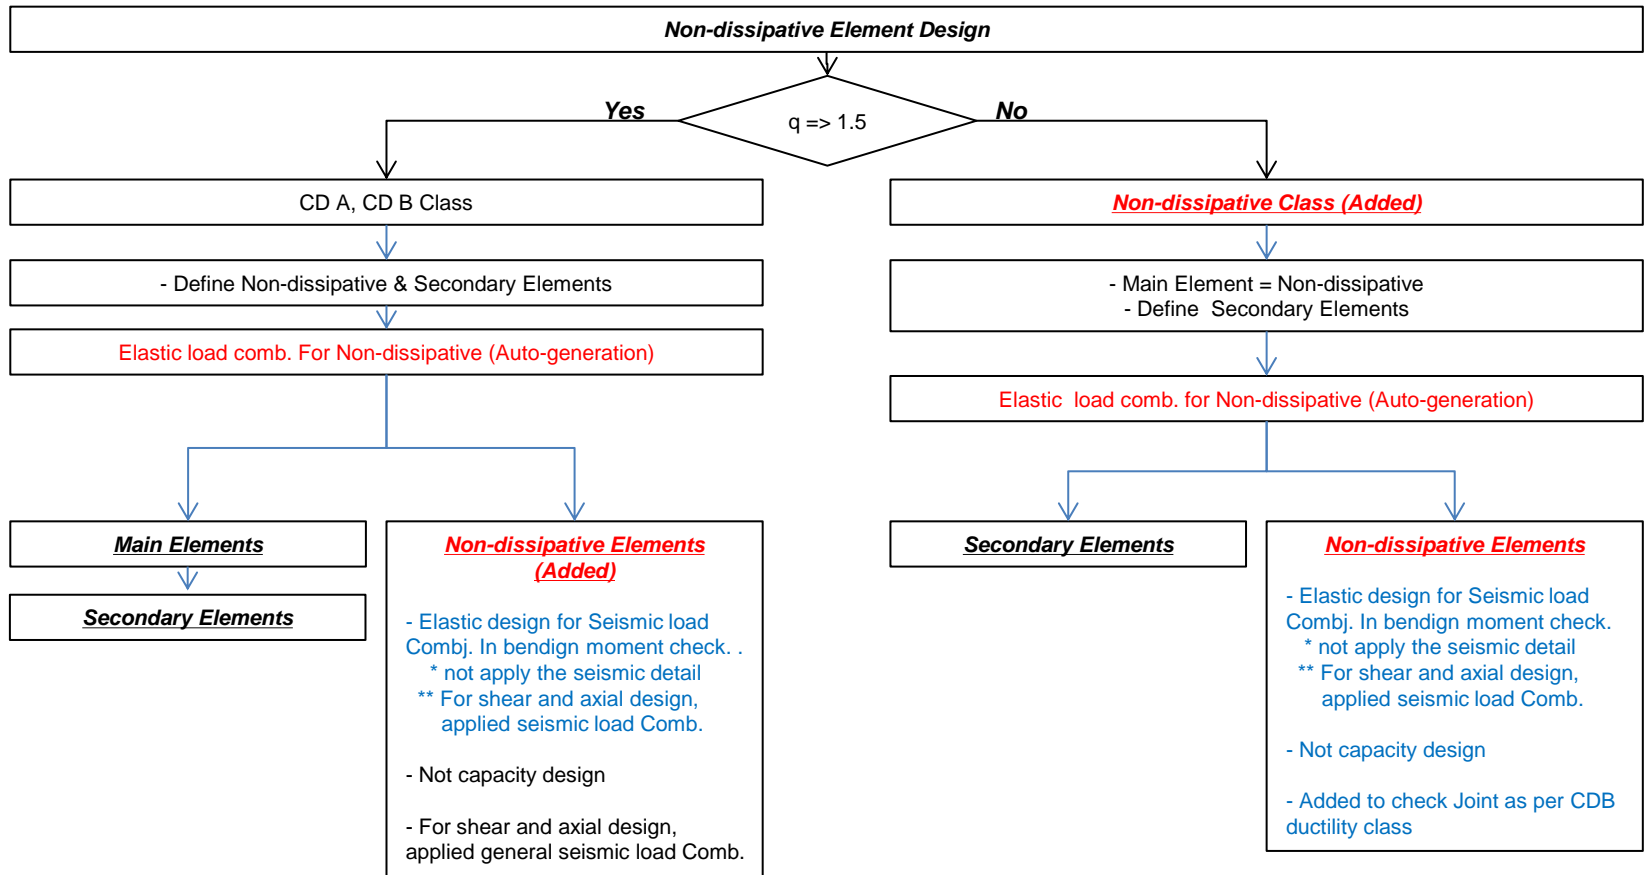 Non-dissipative Element Design
q => 1.5
Yes
No
CD A, CD B Class
- Define Non-dissipative & Secondary Elements
Elastic load comb. For Non-dissipative (Auto-generation)
Main Elements
Secondary Elements
Non-dissipative Elements
(Added)
- Elastic design for Seismic load
Combj. In bendign moment check. .
* not apply the seismic detail
** For shear and axial design,
applied seismic load Comb.
- Not capacity design
- For shear and axial design,
applied general seismic load Comb.
Non-dissipative Class (Added)
- Main Element = Non-dissipative
- Define  Secondary Elements
Elastic  load comb. for Non-dissipative (Auto-generation)
Secondary Elements
Non-dissipative Elements
- Elastic design for Seismic load
Combj. In bendign moment check.
* not apply the seismic detail
** For shear and axial design,
applied seismic load Comb.
- Not capacity design
- Added to check Joint as per CDB
ductility class